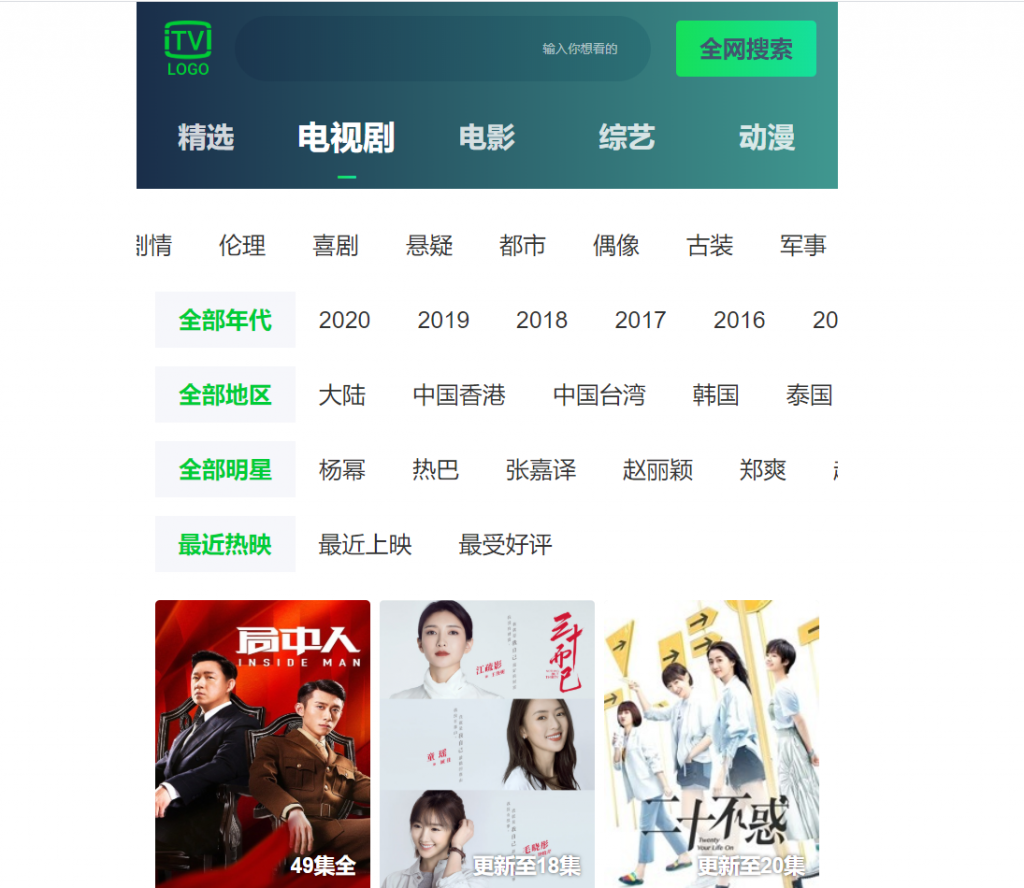 iTV
LOGO
输入你想看的
全网搜索
精选 电视剧 电影 综艺 动漫
剧情 伦理 喜剧 悬疑 都市 偶像 古装 军事
全部年代 2020 2019 2018 2017 2016 20
全部地区 大陆 中国香港 中国台湾 韩国 泰国
全部明星 杨幂 热巴 张嘉译 赵丽颖 郑爽
最近热映 最近上映 最受好评
局中人
INSIDE MAN
49集全
三十而已
江疏影
童瑶
毛晓彤
更新至18集
二十不惑
Twenty
Your Life On
更新至20集